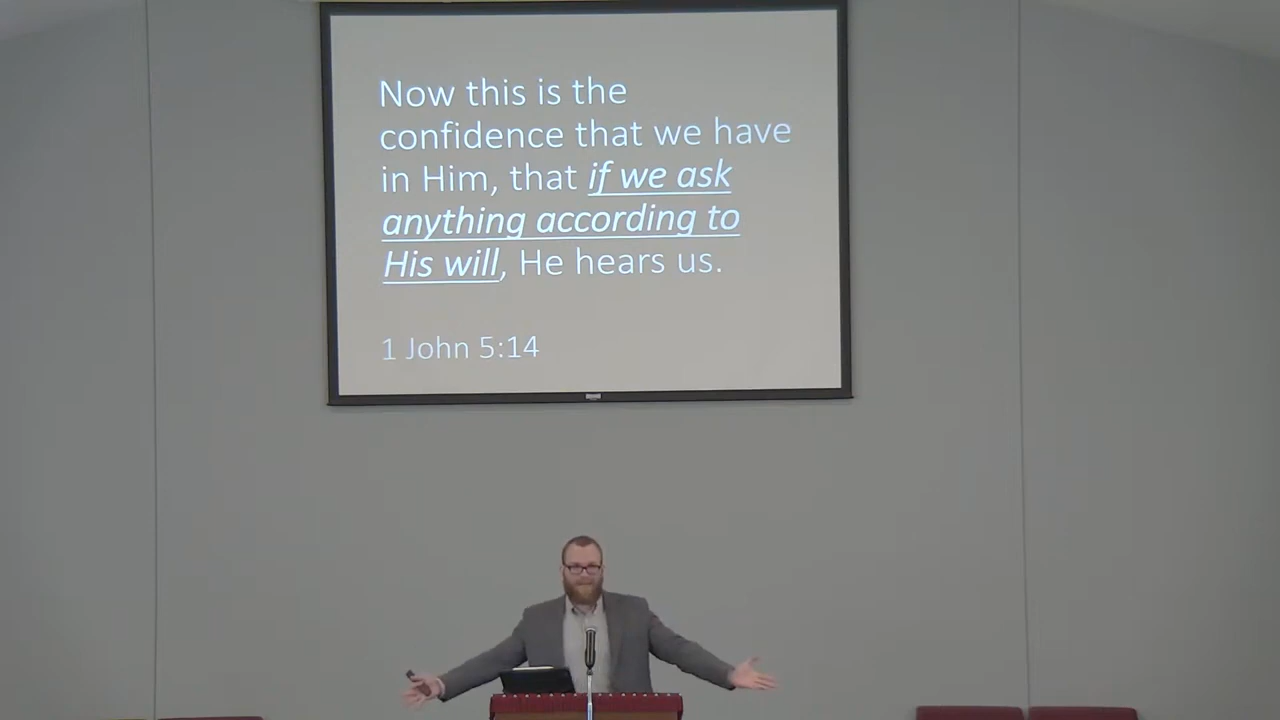 Now this is the
confidence that we have
in Him, that if we ask
anything according to
His will, He hears us.
1 John 5:14